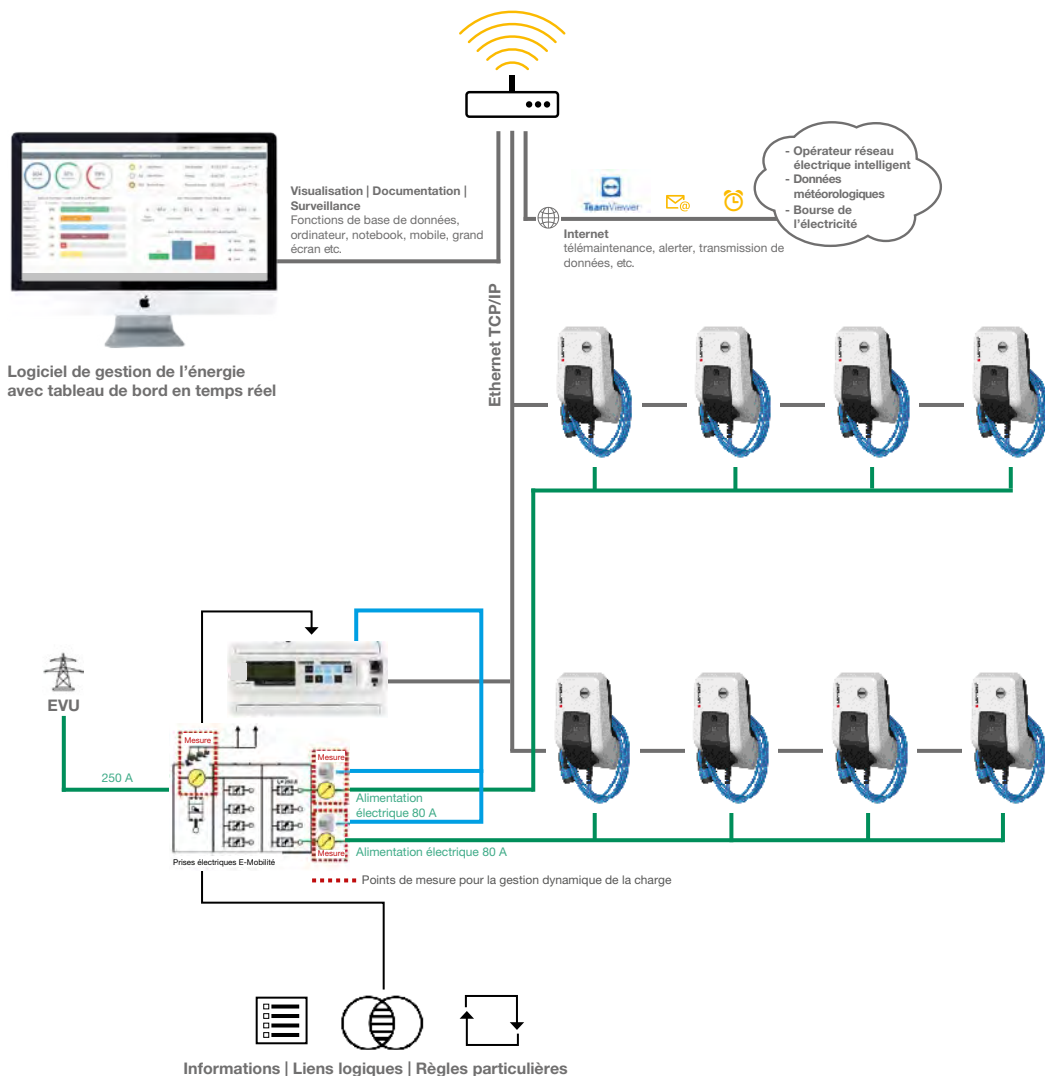 - Opérateur réseau
électrique intelligent
- Données
météorologiques
- Bourse de
l'électricité
Visualisation | Documentation |
Surveillance
Fonctions de base de données,
ordinateur, notebook, mobile, grand
écran etc.
TeamViewer
@
Internet
télémaintenance, alerter, transmission de
données, etc.
Ethernet TCP/IP
Logiciel de gestion de l'énergie
avec tableau de bord en temps réel
EVU
250 A
Mesure
Mesure
Alimentation
électrique 80 A
Mesure
Alimentation électrique 80 A
Prises électriques E-Mobilité
Points de mesure pour la gestion dynamique de la charge
Informations | Liens logiques | Règles particulières